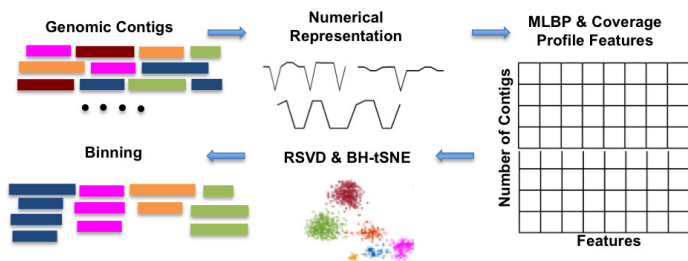 Genomic Contigs
Numerical
Representation
MLBP & Coverage
Profile Features
Number of Contigs
Features
RSVD & BH-tSNE
Binning